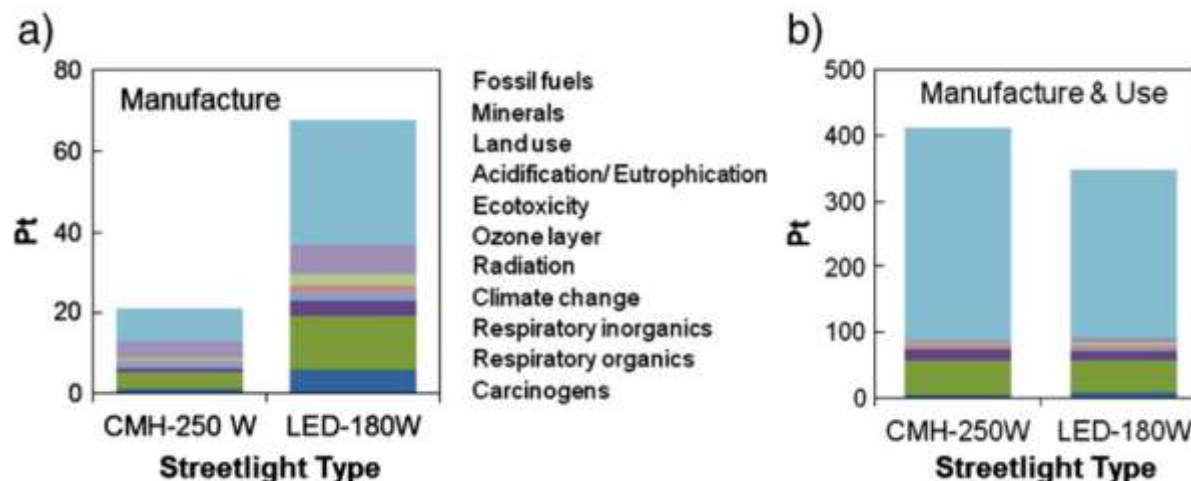 a)
80
60
40
20
0
Pt
Manufacture
CMH-250 W
LED-180W
Streetlight Type
Fossil fuels
Minerals
Land use
Acidification/ Eutrophication
Ecotoxicity
Ozone layer
Radiation
Climate change
Respiratory inorganics
Respiratory organics
Carcinogens
b)
500
400
300
200
100
0
Pt
Manufacture & Use
CMH-250W
LED-180W
Streetlight Type